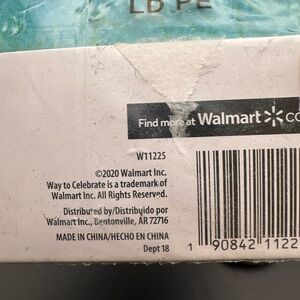 LD PE
Find more at Walmart
W11225
©2020 Walmart Inc.
Way to Celebrate is a trademark of
Walmart Inc. All Rights Reserved.
Distributed by/Distribuido por
Walmart Inc., Bentonville, AR 72716
MADE IN CHINA/HECHO EN CHINA
Dept 18
1 90842 1122